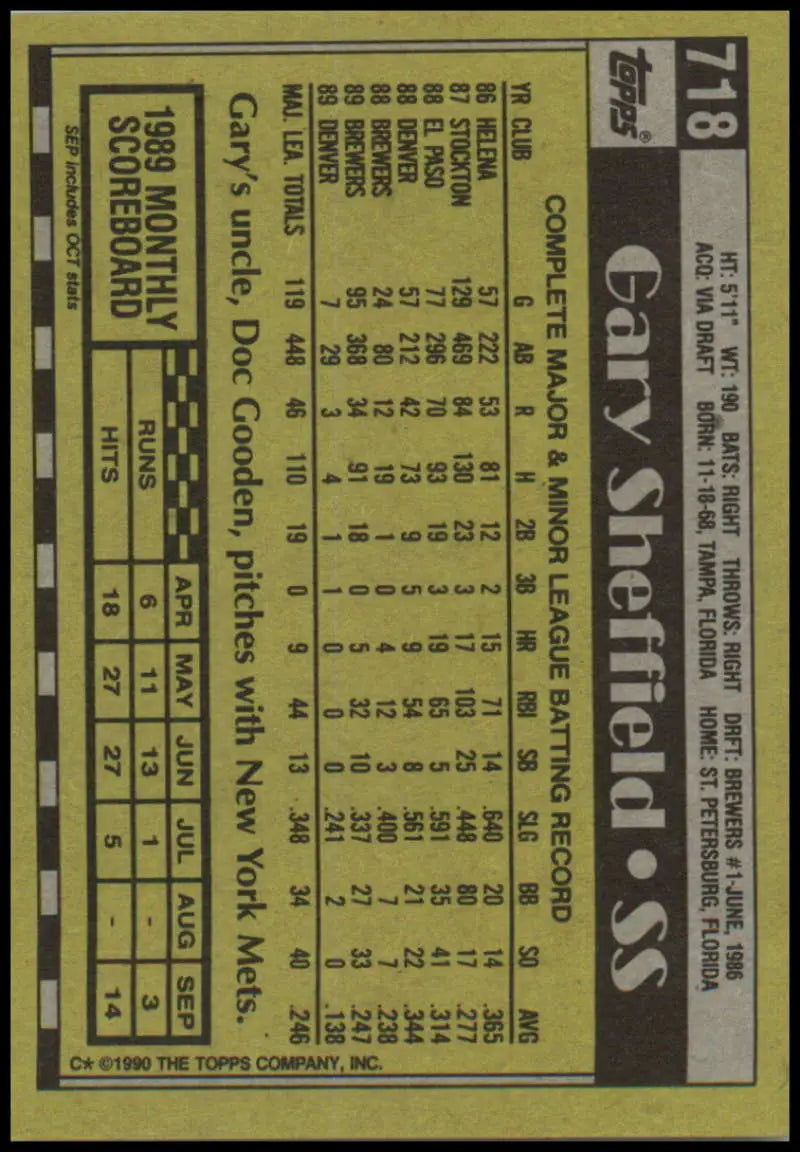 718
HT: 5'11" WT: 190 BATS: RIGHT THROWS: RIGHT DRFT: BREWERS #1-JUNE, 1986
ACQ: VIA DRAFT BORN: 11-18-68, TAMPA, FLORIDA HOME: ST. PETERSBURG, FLORIDA
topps®
Gary Sheffield • SS
COMPLETE MAJOR & MINOR LEAGUE BATTING RECORD
YR CLUB G AB R H 2B 3B HR RBI SB SLG BB SO AVG
86 HELENA 57 222 53 81 12 2 15 71 14 .640 20 14 .365
87 STOCKTON 129 469 84 130 23 3 17 103 25 .448 80 17 .277
88 EL PASO 77 296 70 93 19 3 19 65 5 .591 35 41 .314
88 DENVER 57 212 42 73 9 5 9 54 8 .561 21 22 .344
88 BREWERS 24 80 12 19 1 0 4 12 3 .400 7 7 .238
89 BREWERS 95 368 34 91 18 0 5 32 10 .337 27 33 .247
89 DENVER 7 29 3 4 1 1 0 0 0 .241 2 0 .138
MAJ. LEA. TOTALS 119 448 46 110 19 0 9 44 13 .348 34 40 .246
Gary's uncle, Doc Gooden, pitches with New York Mets.
1989 MONTHLY
SCOREBOARD
APR MAY JUN JUL AUG SEP
RUNS 6 11 13 1 - 3
HITS 18 27 27 5 - 14
SEP includes OCT stats
C* ©1990 THE TOPPS COMPANY, INC.